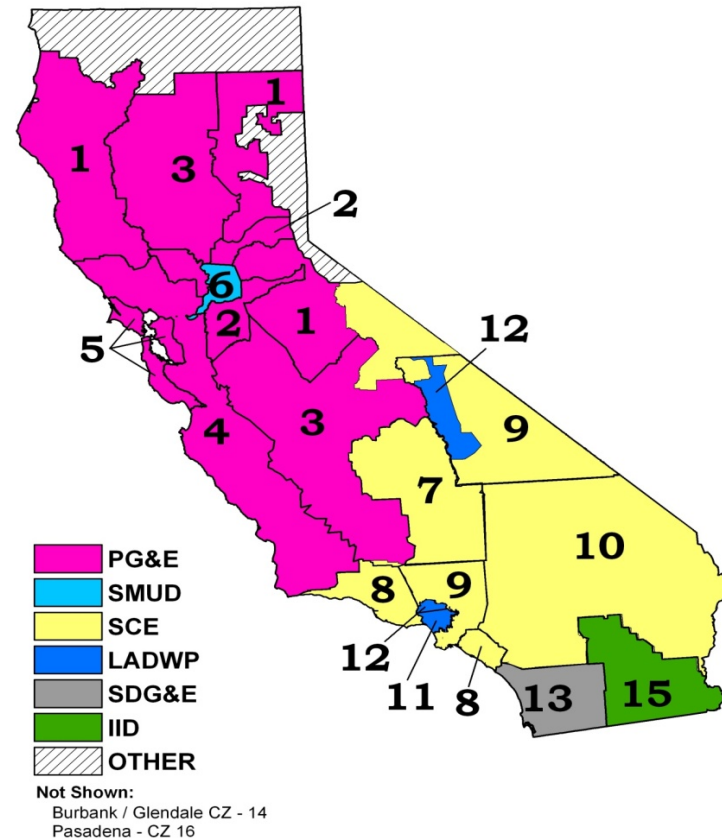 1
1
3
2
6
2
1
5
12
4
3
9
7
10
8
9
12
11
8
13
15
PG&E
SMUD
SCE
LADWP
SDG&E
IID
OTHER
Not Shown:
Burbank / Glendale CZ - 14
Pasadena - CZ 16